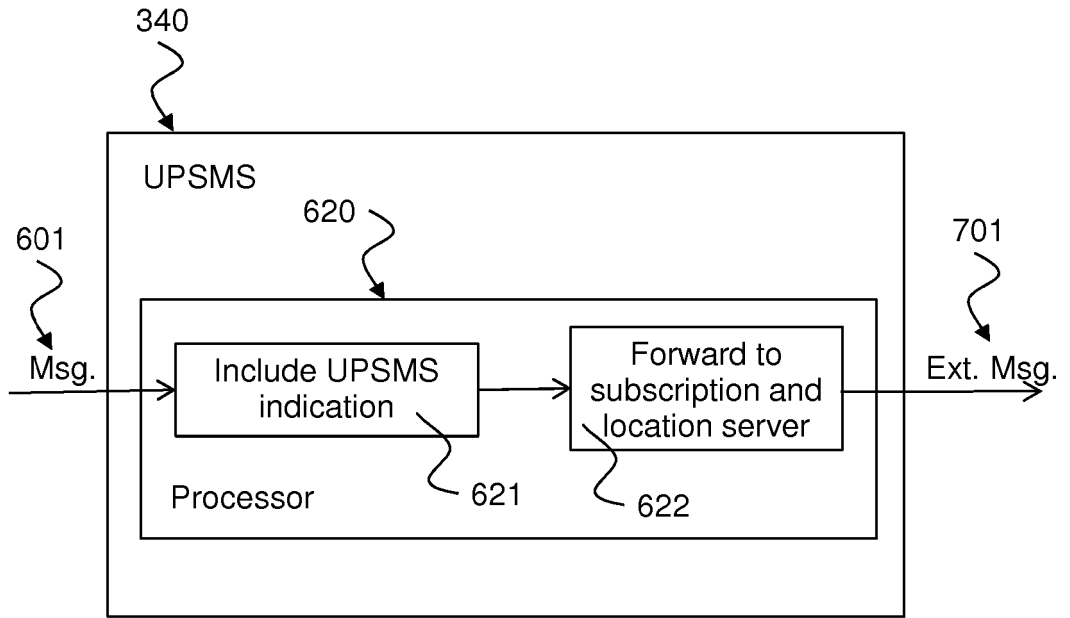 340
UPSMS
620
601
701
Msg.
Include UPSMS
indication
Forward to
subscription and
location server
Ext. Msg.
Processor
621
622